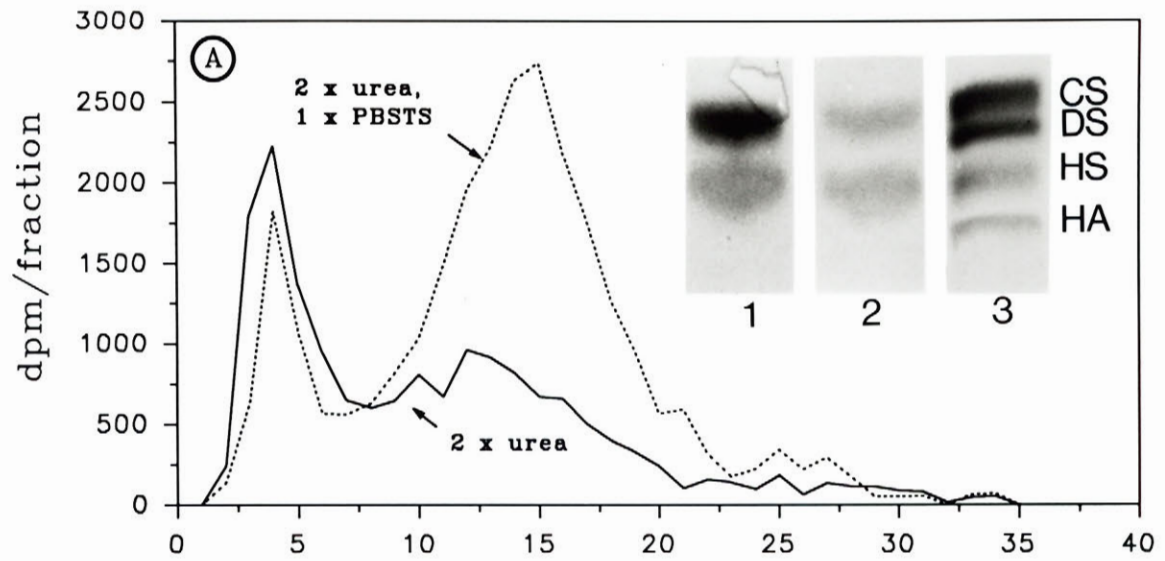 3000
2500
2000
1500
1000
500
0
dpm/fraction
A
2 x urea,
1 x PBSTS
2 x urea
CS
DS
HS
HA
1 2 3
0 5 10 15 20 25 30 35 40